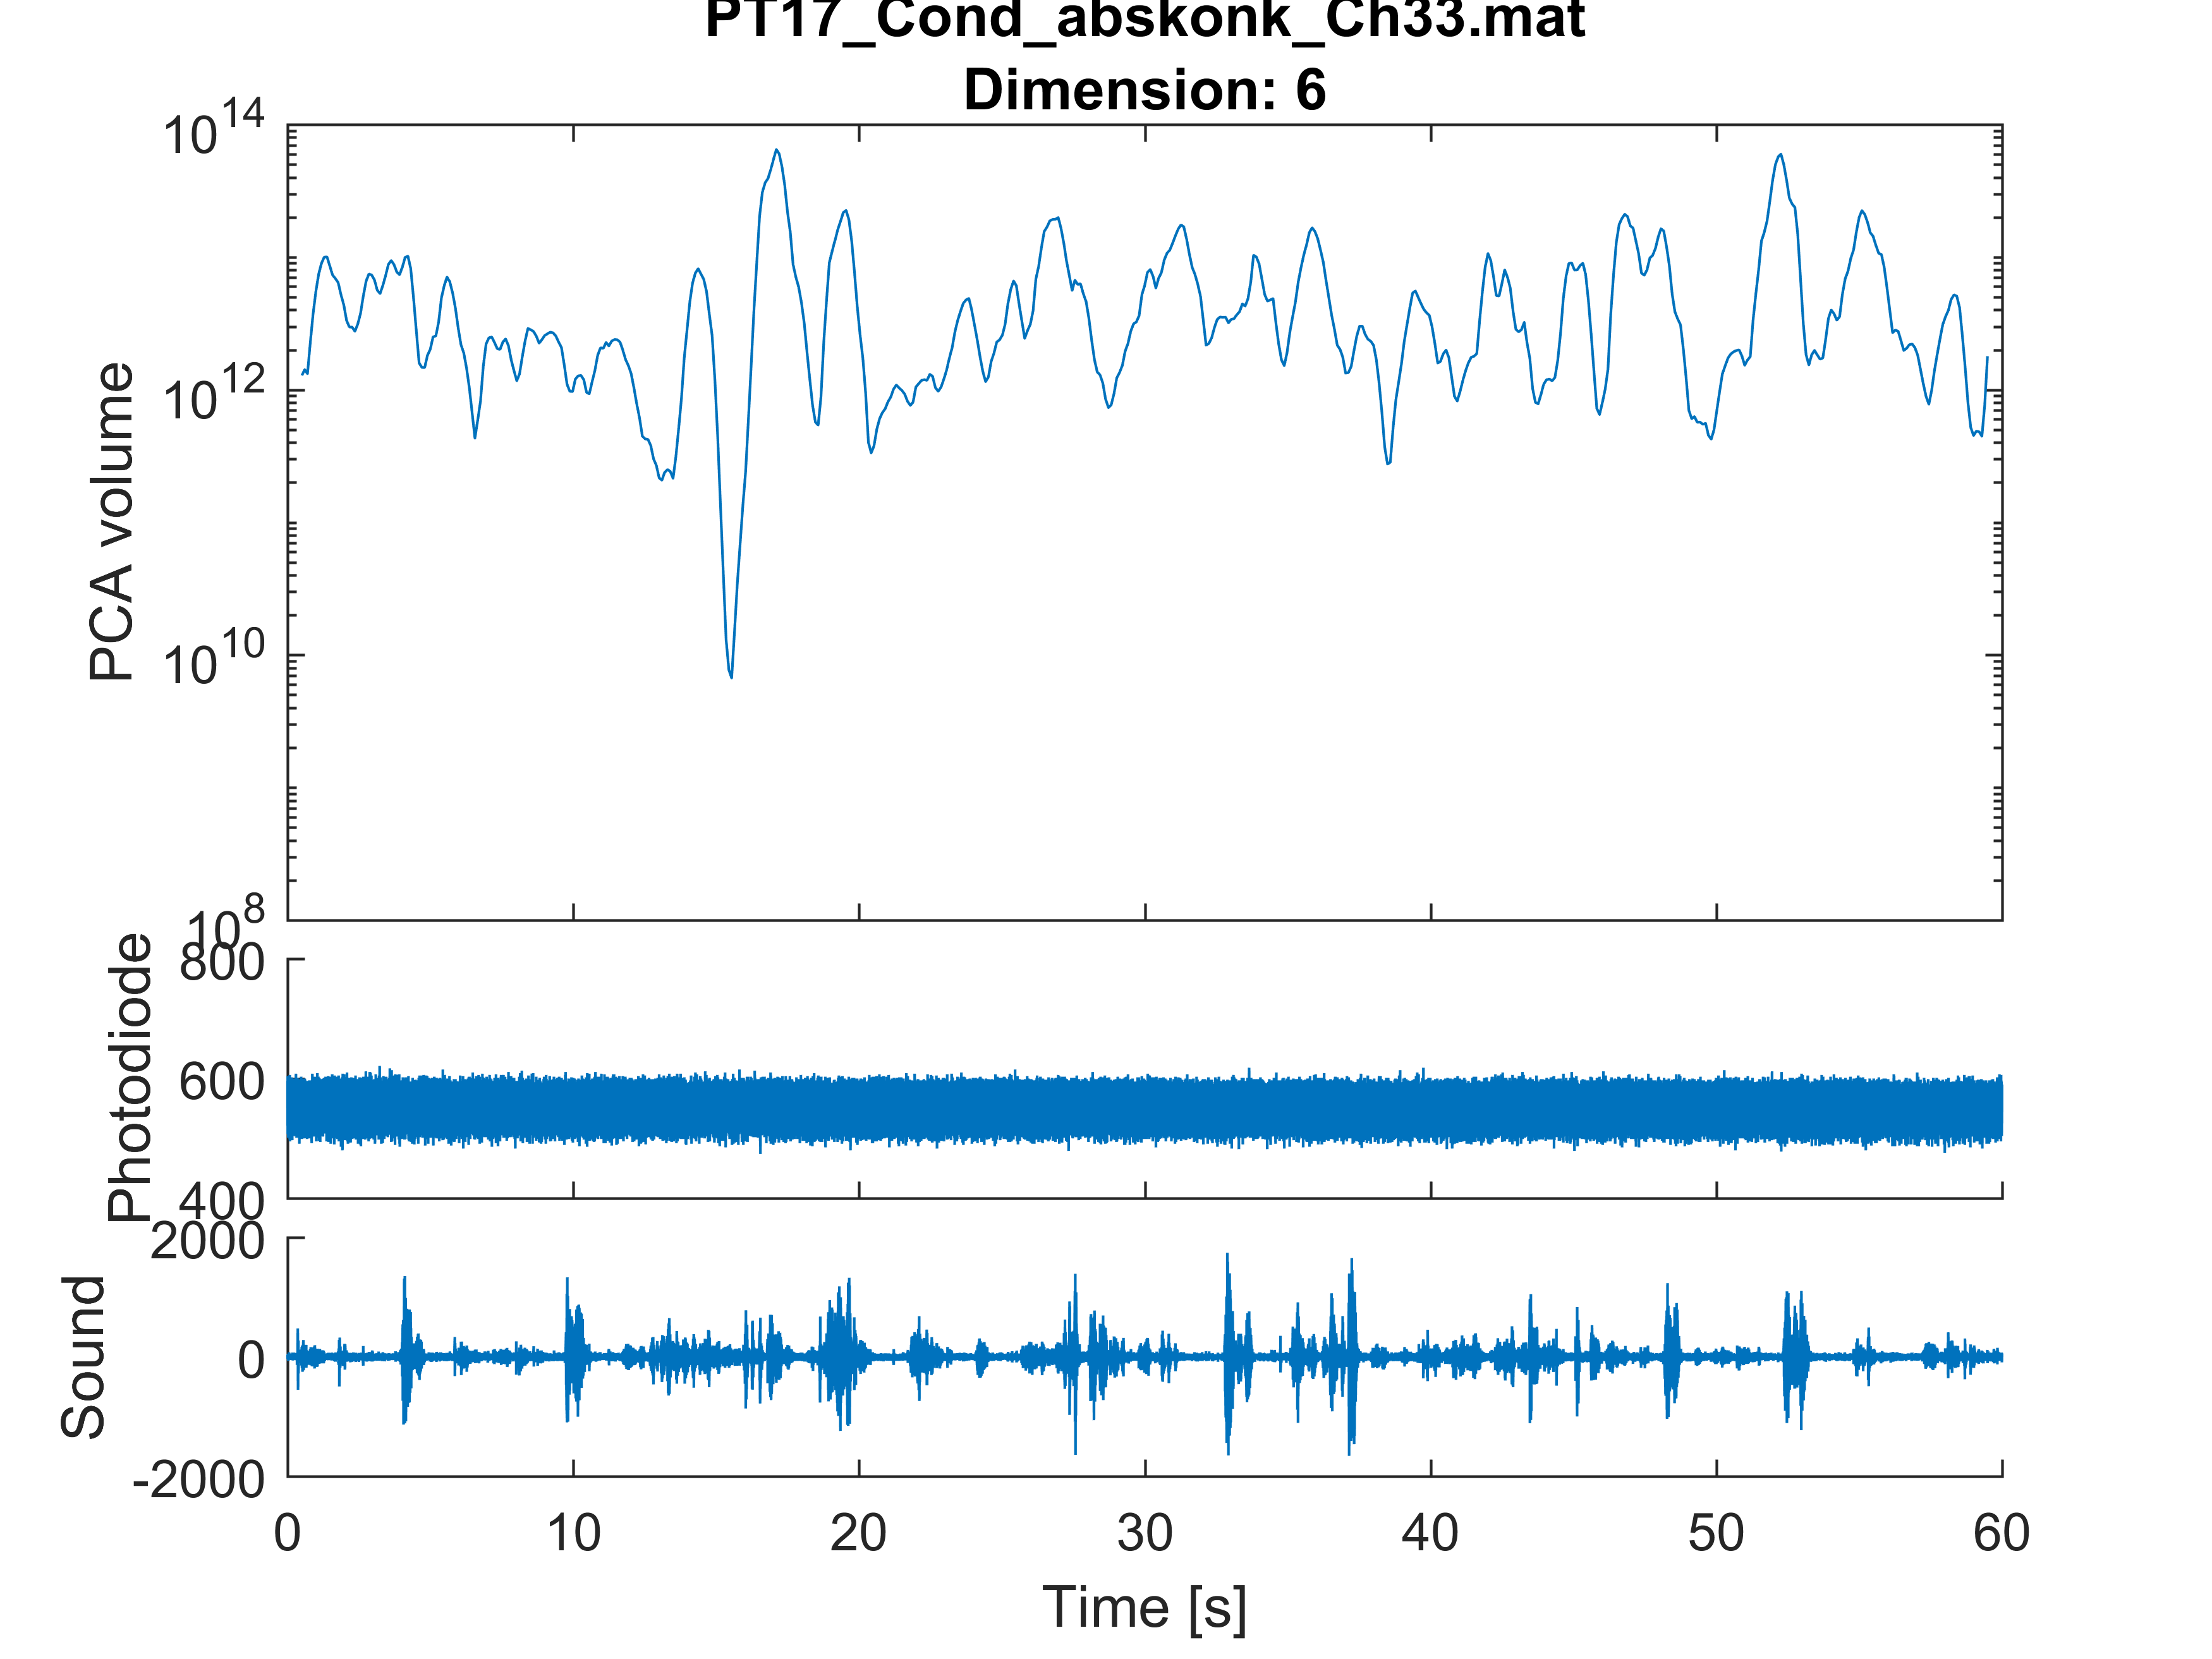 PT17_Cond_abskonk_Ch33.mat
Dimension: 6
10^14
10^12
10^10
10^8
PCA volume
800
600
400
Photodiode
2000
0
-2000
Sound
0 10 20 30 40 50 60
Time [s]